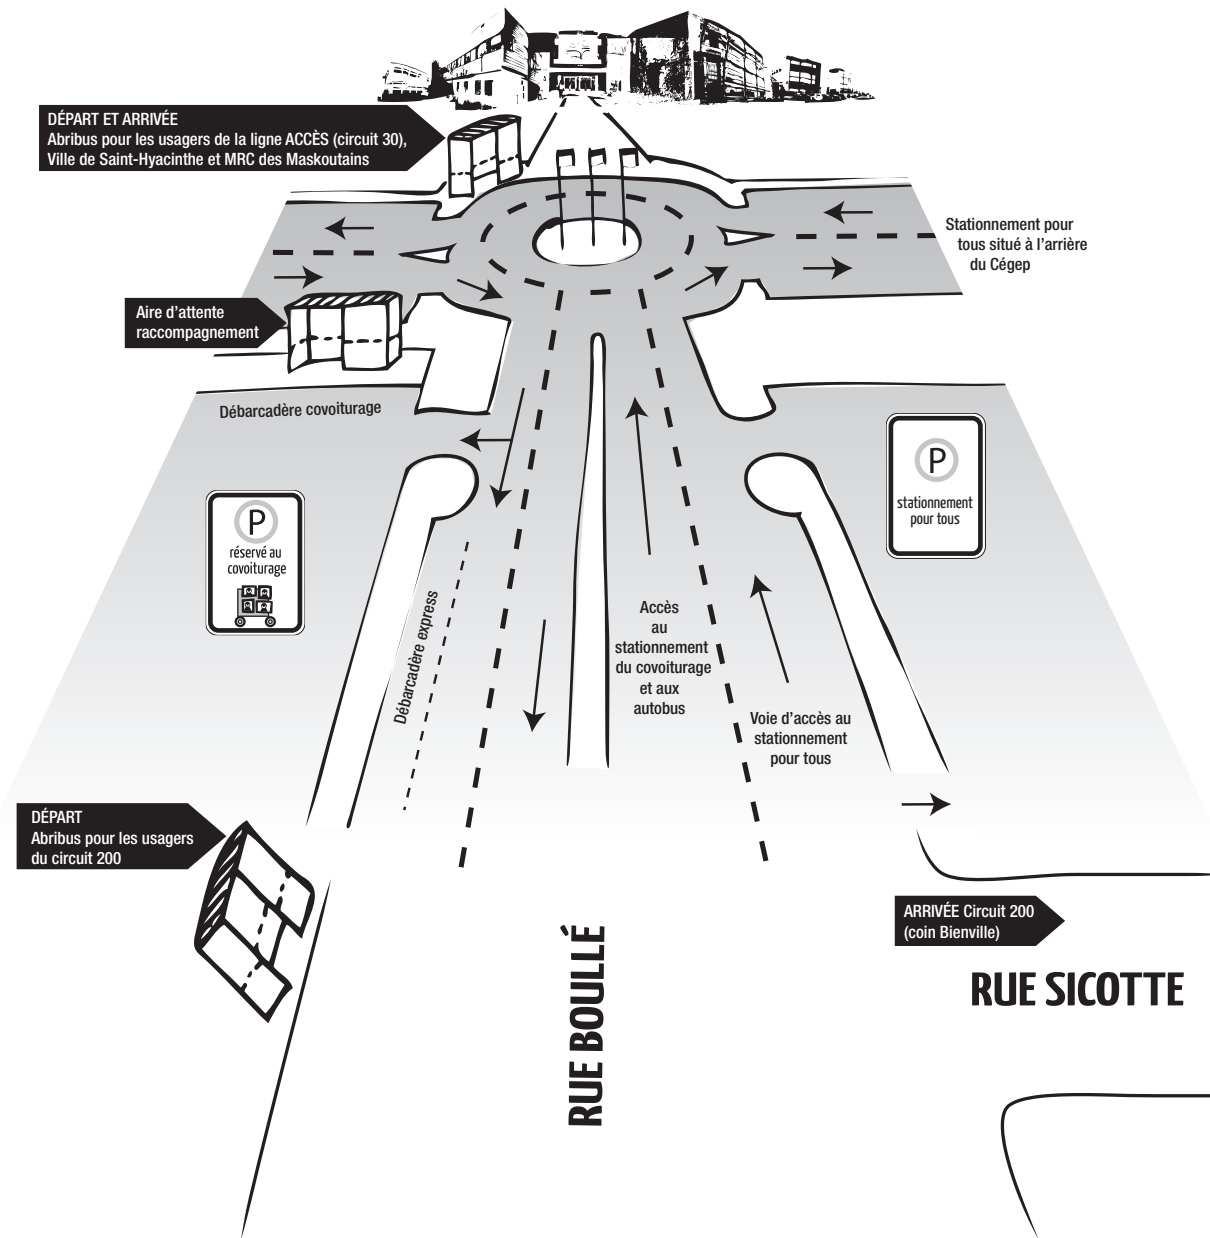 DÉPART ET ARRIVÉE
Abribus pour les usagers de la ligne ACCÈS (circuit 30),
Ville de Saint-Hyacinthe et MRC des Maskoutains
Stationnement pour
tous situé à l'arrière
du Cégep
Aire d'attente
raccompagnement
Débarcadère covoiturage
P
stationnement
pour tous
P
réservé au
covoiturage
Débarcadère express
Accès
au
stationnement
du covoiturage
et aux
autobus
Voie d'accès au
stationnement
pour tous
DÉPART
Abribus pour les usagers
du circuit 200
ARRIVÉE Circuit 200
(coin Bienville)
RUE BOULLÉ
RUE SICOTTE